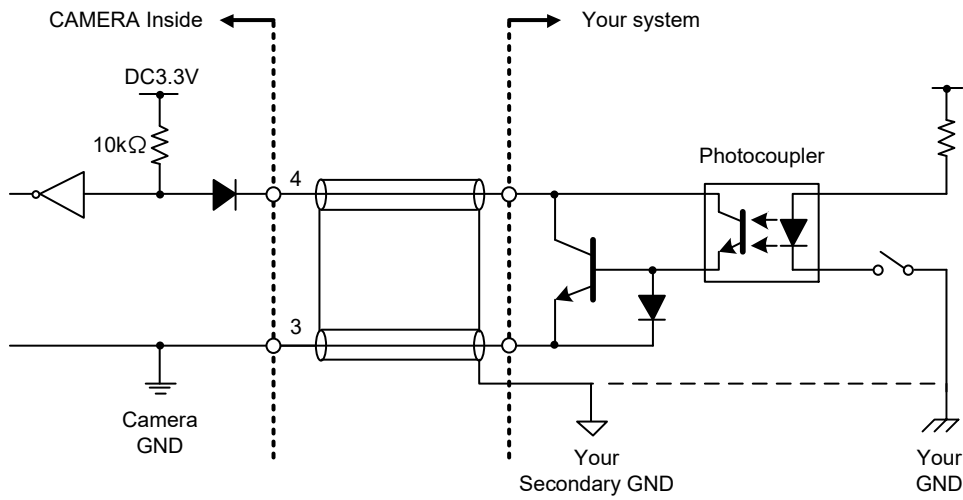 CAMERA Inside
Your system
DC3.3V
10kΩ
Photocoupler
4
3
Camera
GND
Your
Secondary GND
Your
GND